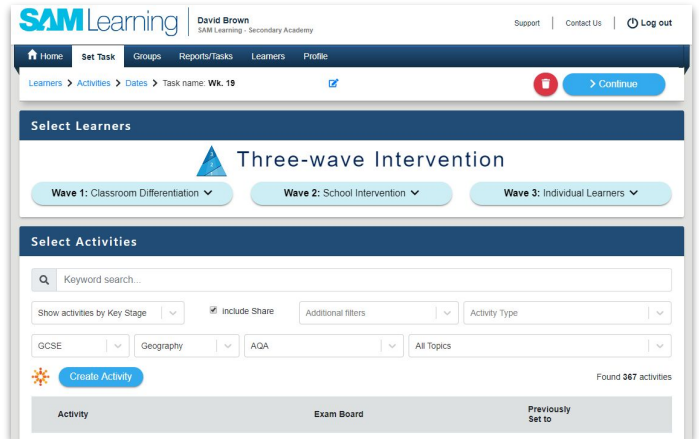 SAM Learning
David Brown
SAM Learning - Secondary Academy
Support | Contact Us | Log out
Home Set Task Groups Reports/Tasks Learners Profile
Learners > Activities > Dates > Task name: Wk. 19
> Continue
Select Learners
Three-wave Intervention
Wave 1: Classroom Differentiation
Wave 2: School Intervention
Wave 3: Individual Learners
Select Activities
Keyword search...
Show activities by Key Stage
include Share
Additional filters
Activity Type
GCSE
Geography
AQA
All Topics
Create Activity
Found 367 activities
Activity
Exam Board
Previously
Set to